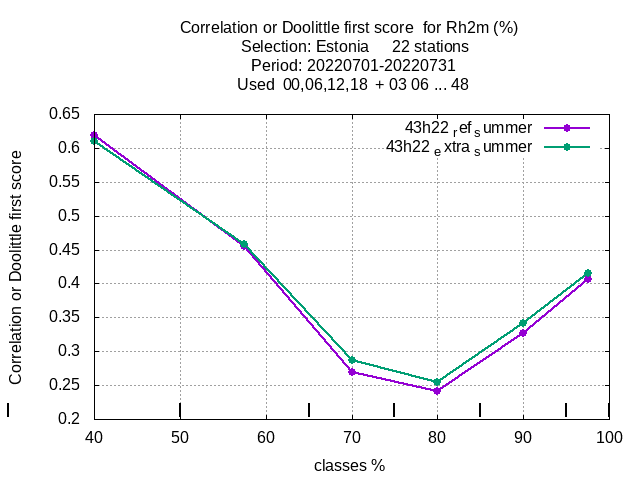 Correlation or Doolittle first score for Rh2m (%)
Selection: Estonia 22 stations
Period: 20220701-20220731
Used 00,06,12,18 + 03 06 ... 48
43h22 ref summer
43h22 extra summer
Correlation or Doolittle first score
0.65
0.6
0.55
0.5
0.45
0.4
0.35
0.3
0.25
0.2
40 50 60 70 80 90 100
classes %